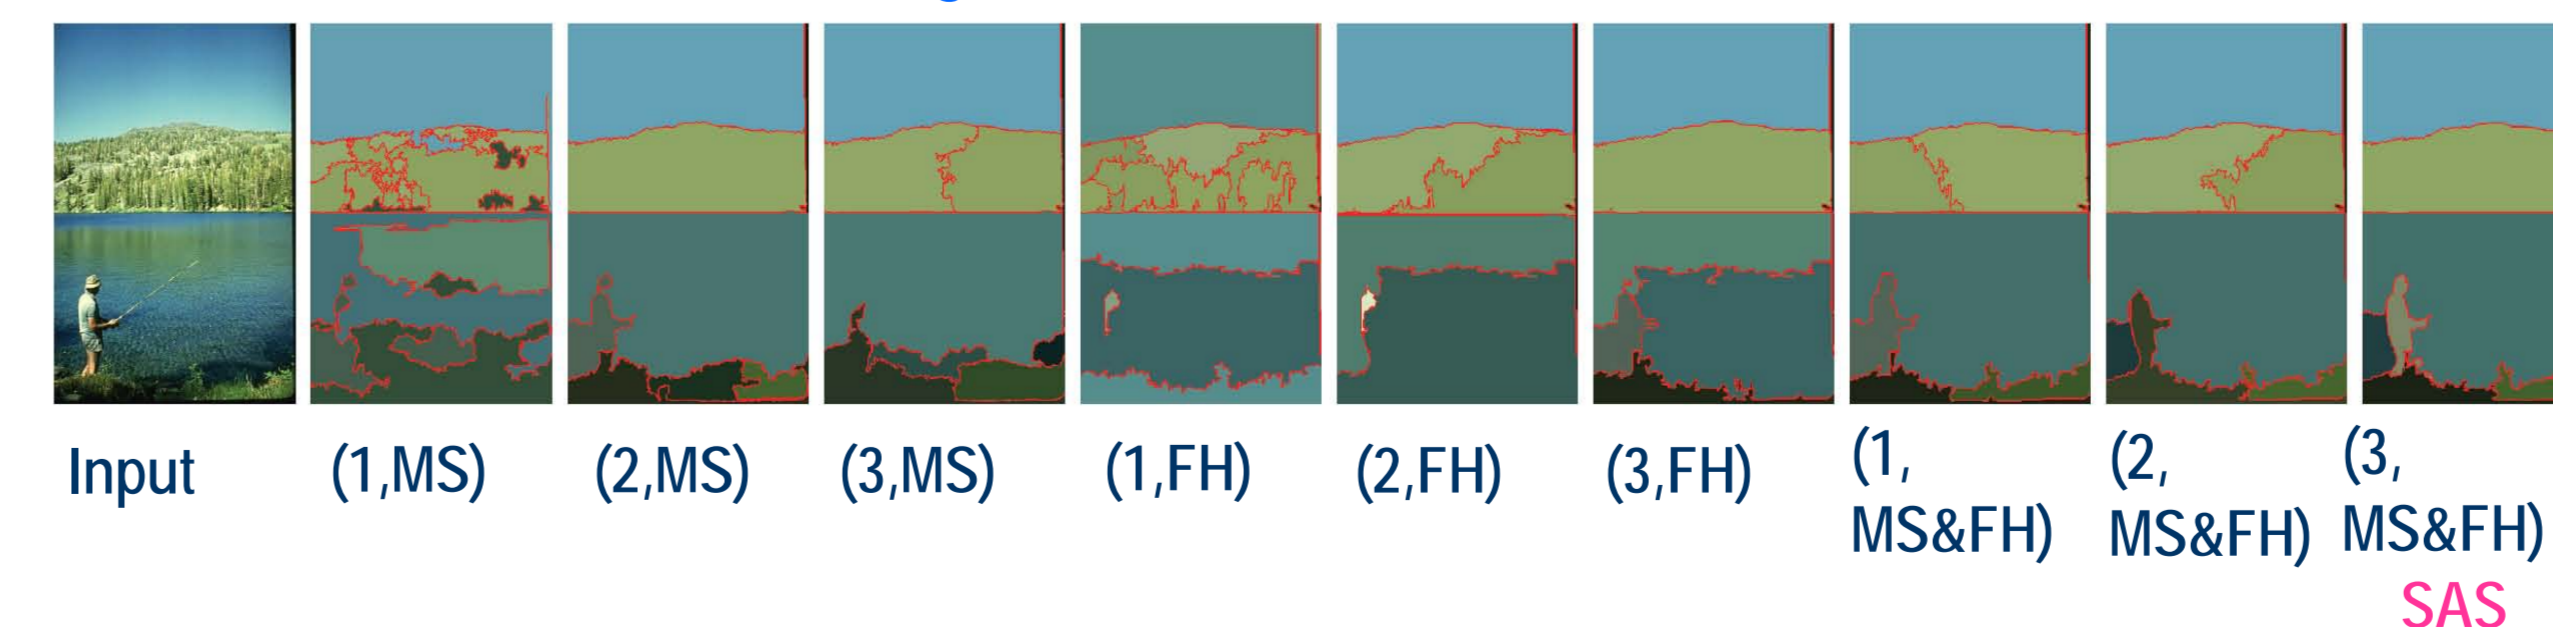 Input
(1,MS)
(2,MS)
(3,MS)
(1,FH)
(2,FH)
(3,FH)
(1,
MS&FH)
(2,
MS&FH)
(3,
MS&FH)
SAS